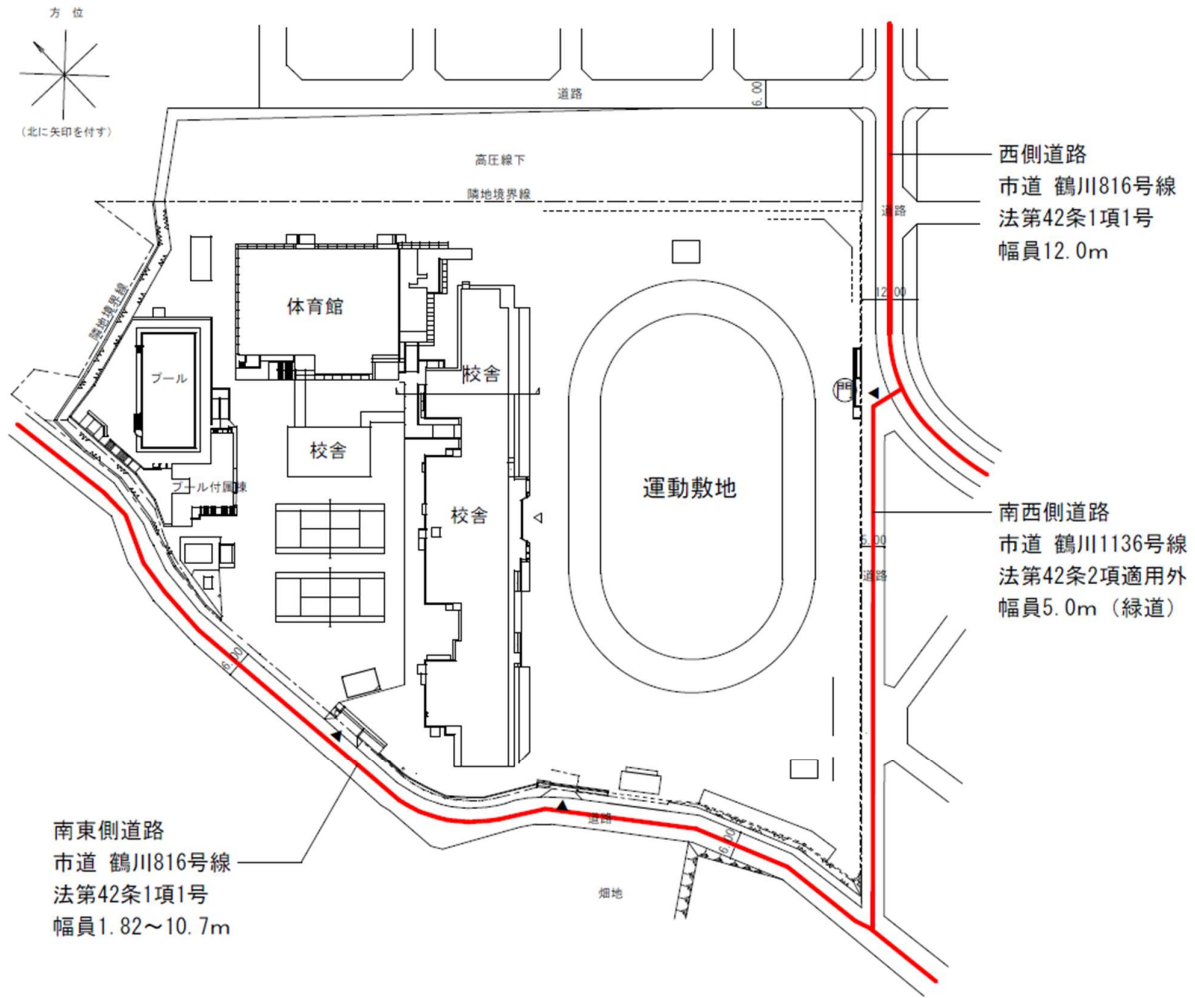 方 位
(北に矢印を付す)
道路
6.00
高圧線下
隣地境界線
西側道路
市道 鶴川816号線
法第42条1項1号
幅員12.0m
道路
12.00
隣地境界線
体育館
プール
校舎
門
校舎
プール付属棟
校舎
運動敷地
南西側道路
市道 鶴川1136号線
法第42条2項適用外
幅員5.0m (緑道)
5.00
道路
6.00
南東側道路
市道 鶴川816号線
法第42条1項1号
幅員1.82～10.7m
道路
6.00
畑地